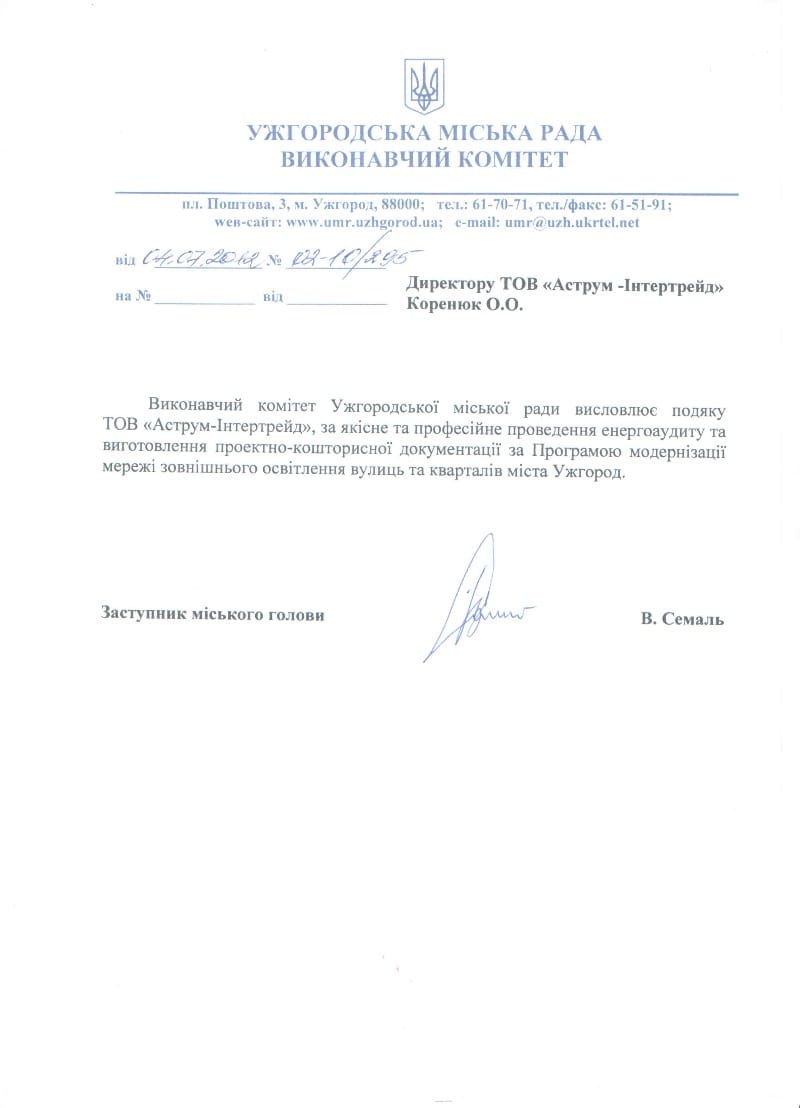 УЖГОРОДСЬКА МІСЬКА РАДА
ВИКОНАВЧИЙ КОМІТЕТ
пл. Поштова, 3, м. Ужгород, 88000; тел.: 61-70-71, тел./факс: 61-51-91;
wев-сайт: www.umr.uzhgorod.ua; e-mail: umr@uzh.ukrtel.net
від 04.07.2012 № 22-10/295
на № ____________ від ____________
Директору ТОВ «Аструм -Інтертрейд»
Коренюк О.О.
Виконавчий комітет Ужгородської міської ради висловлює подяку
ТОВ «Аструм-Інтертрейд», за якісне та професійне проведення енергоаудиту та
виготовлення проектно-кошторисної документації за Програмою модернізації
мережі зовнішнього освітлення вулиць та кварталів міста Ужгород.
Заступник міського голови В. Семаль